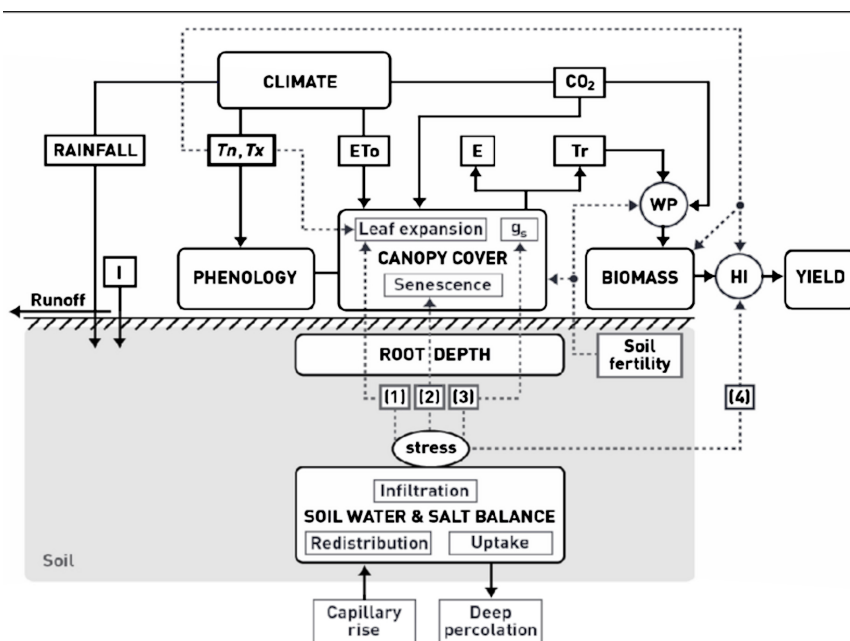 CLIMATE
CO₂
RAINFALL
Tn, Tx
ETo
E
Tr
WP
Leaf expansion
gₛ
CANOPY COVER
Senescence
PHENOLOGY
BIOMASS
HI
YIELD
I
Runoff
ROOT DEPTH
Soil
fertility
(1)
(2)
(3)
(4)
stress
Infiltration
SOIL WATER & SALT BALANCE
Redistribution
Uptake
Soil
Capillary
rise
Deep
percolation